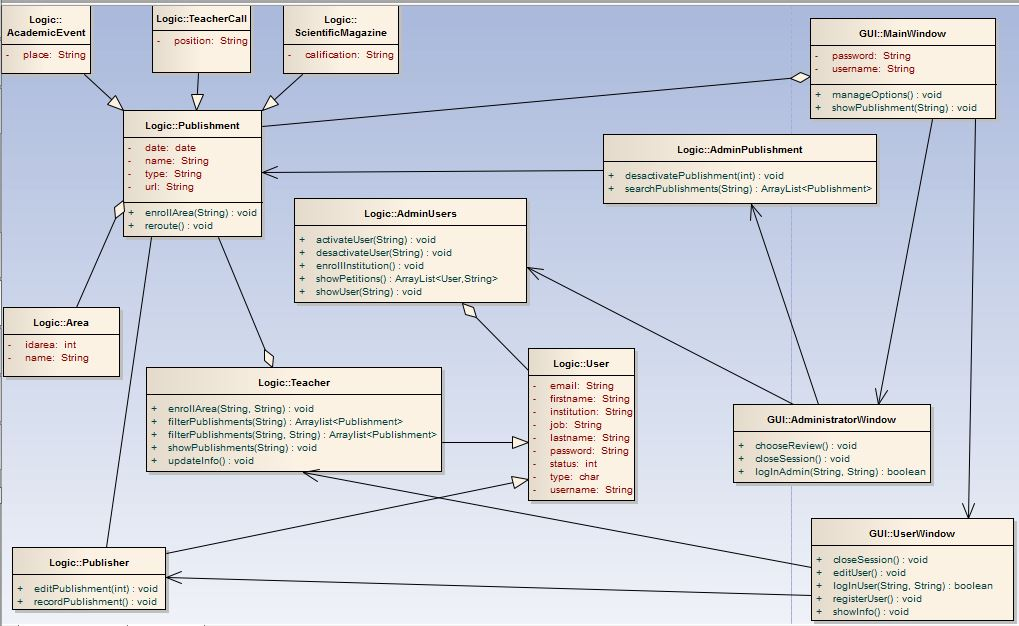 Logic::
AcademicEvent
- place: String
Logic::TeacherCall
- position: String
Logic::
ScientificMagazine
- calification: String
GUI::MainWindow
- password: String
- username: String
+ manageOptions() : void
+ showPublishment(String) : void
Logic::Publishment
- date: date
- name: String
- type: String
- url: String
+ enrollArea(String) : void
+ reroute() : void
Logic::AdminPublishment
+ desactivatePublishment(int) : void
+ searchPublishments(String) : ArrayList<Publishment>
Logic::AdminUsers
+ activateUser(String) : void
+ desactivateUser(String) : void
+ enrollInstitution() : void
+ showPetitions() : ArrayList<User,String>
+ showUser(String) : void
Logic::Area
- idarea: int
- name: String
Logic::Teacher
+ enrollArea(String, String) : void
+ filterPublishments(String) : Arraylist<Publishment>
+ filterPublishments(String, String) : Arraylist<Publishment>
+ showPublishments(String) : void
+ updateInfo() : void
Logic::User
- email: String
- firstname: String
- institution: String
- job: String
- lastname: String
- password: String
- status: int
- type: char
- username: String
GUI::AdministratorWindow
+ chooseReview() : void
+ closeSession() : void
+ logInAdmin(String, String) : boolean
Logic::Publisher
+ editPublishment(int) : void
+ recordPublishment() : void
GUI::UserWindow
+ closeSession() : void
+ editUser() : void
+ logInUser(String, String) : boolean
+ registerUser() : void
+ showInfo() : void